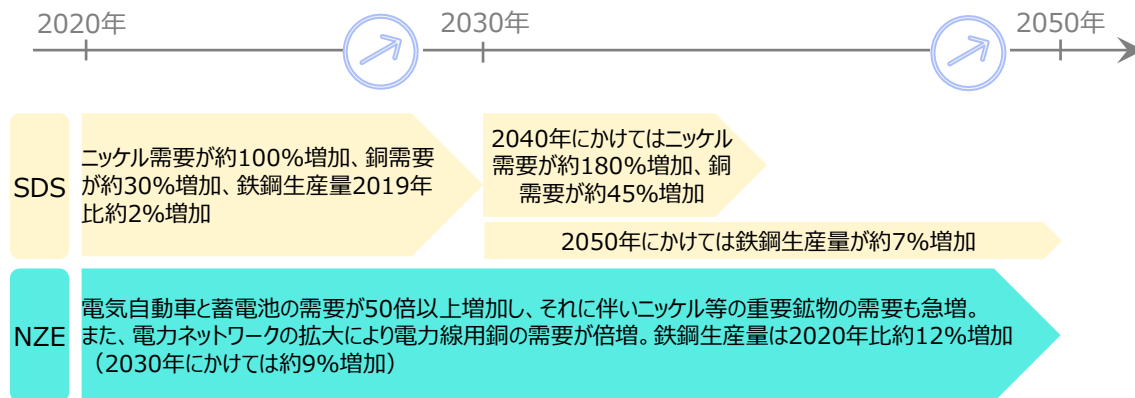 2020年
2030年
2050年
SDS
ニッケル需要が約100%増加、銅需要
が約30%増加、鉄鋼生産量2019年
比約2%増加
2040年にかけてはニッケル
需要が約180%増加、銅
需要が約45%増加
2050年にかけては鉄鋼生産量が約7%増加
NZE
電気自動車と蓄電池の需要が50倍以上増加し、それに伴いニッケル等の重要鉱物の需要も急増。
また、電力ネットワークの拡大により電力線用銅の需要が倍増。鉄鋼生産量は2020年比約12%増加
（2030年にかけては約9%増加）